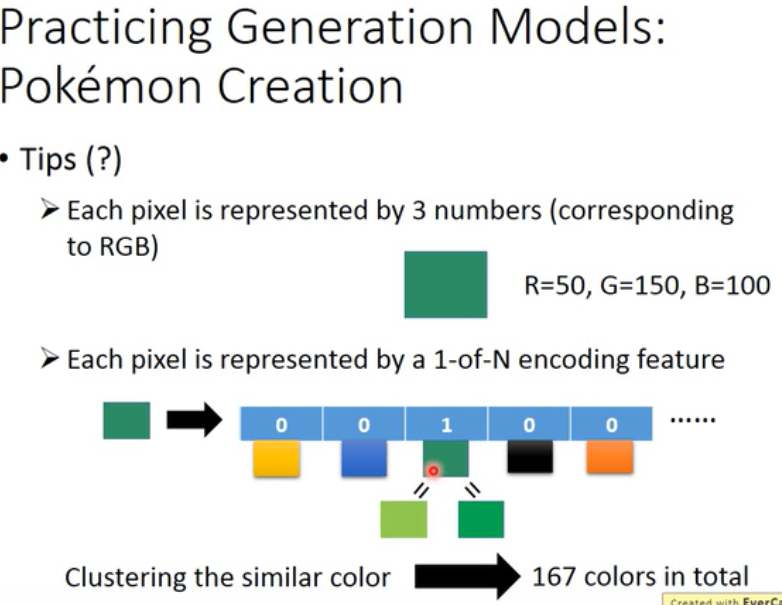 Practicing Generation Models:
Pokémon Creation
• Tips (?)
➢ Each pixel is represented by 3 numbers (corresponding
to RGB)
R=50, G=150, B=100
➢ Each pixel is represented by a 1-of-N encoding feature
0 0 1 0 0 ......
=
=
Clustering the similar color 167 colors in total
Created with EverC